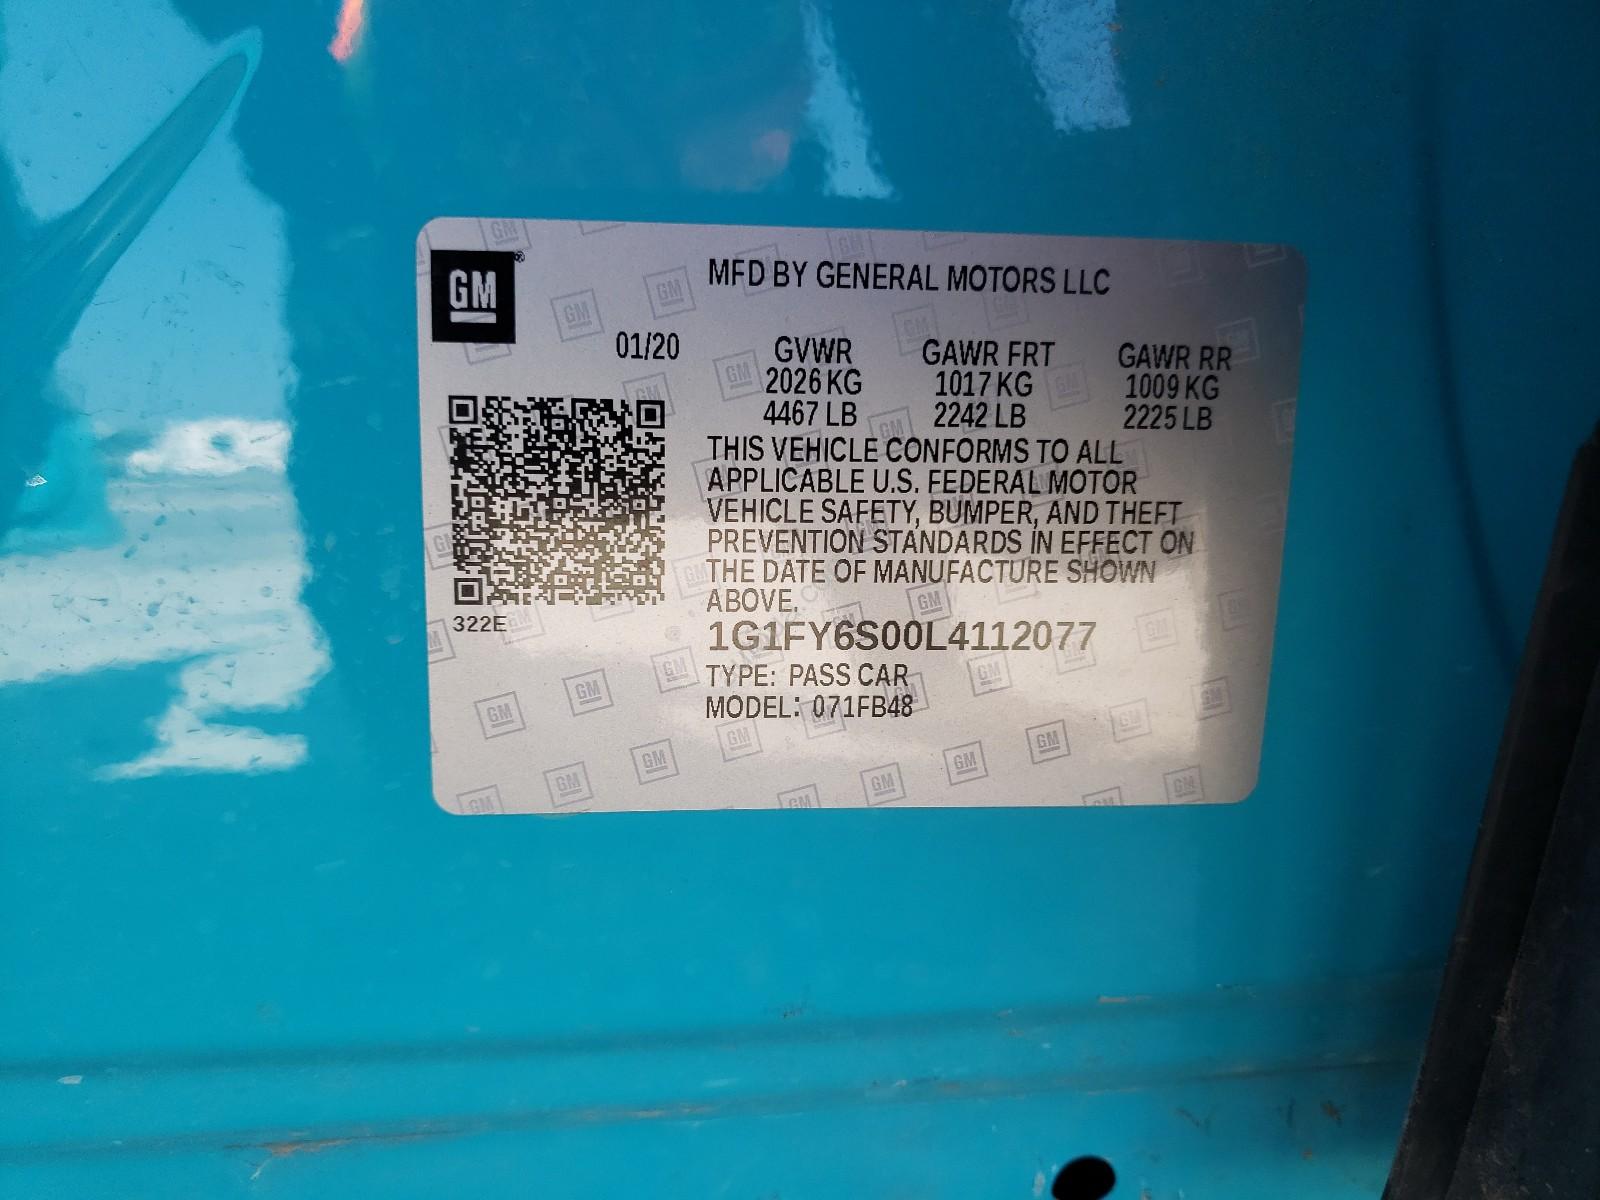 GM
MFD BY GENERAL MOTORS LLC
01/20 GVWR GAWR FRT GAWR RR
2026 KG 1017 KG 1009 KG
4467 LB 2242 LB 2225 LB
THIS VEHICLE CONFORMS TO ALL
APPLICABLE U.S. FEDERAL MOTOR
VEHICLE SAFETY, BUMPER, AND THEFT
PREVENTION STANDARDS IN EFFECT ON
THE DATE OF MANUFACTURE SHOWN
ABOVE.
322E
1G1FY6S00L4112077
TYPE: PASS CAR
MODEL: 071FB48